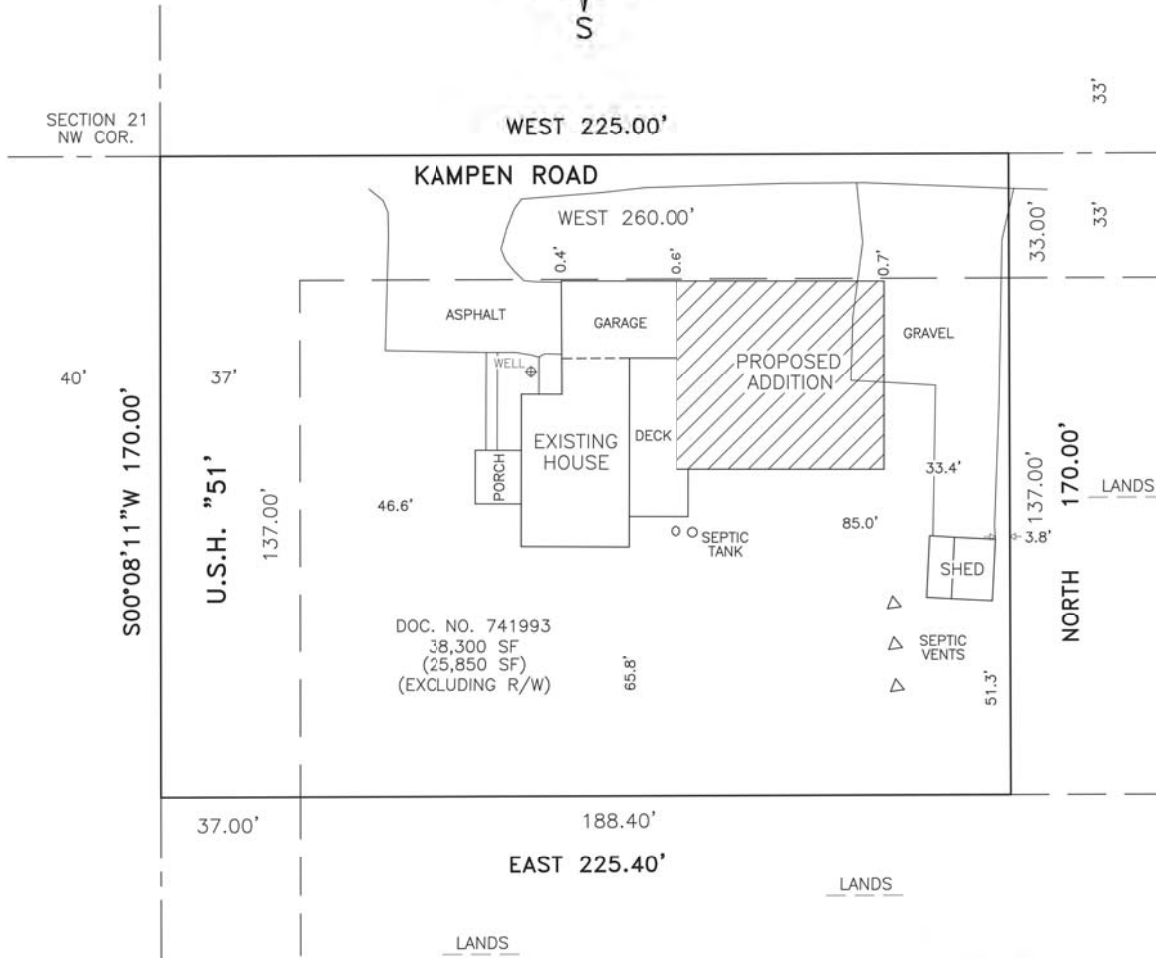 S
SECTION 21
NW COR.
WEST 225.00'
33'
KAMPEN ROAD
WEST 260.00'
33'
33.00'
0.4'
0.6'
0.7'
ASPHALT
GARAGE
GRAVEL
WELL
PROPOSED
ADDITION
40'
37'
S00°08'11"W 170.00'
U.S.H. "51'
137.00'
EXISTING
HOUSE
DECK
PORCH
46.6'
33.4'
137.00'
NORTH 170.00'
LANDS
85.0'
3.8'
SEPTIC
TANK
SHED
DOC. NO. 741993
38,300 SF
(25,850 SF)
(EXCLUDING R/W)
65.8'
SEPTIC
VENTS
51.3'
37.00'
188.40'
EAST 225.40'
LANDS
LANDS